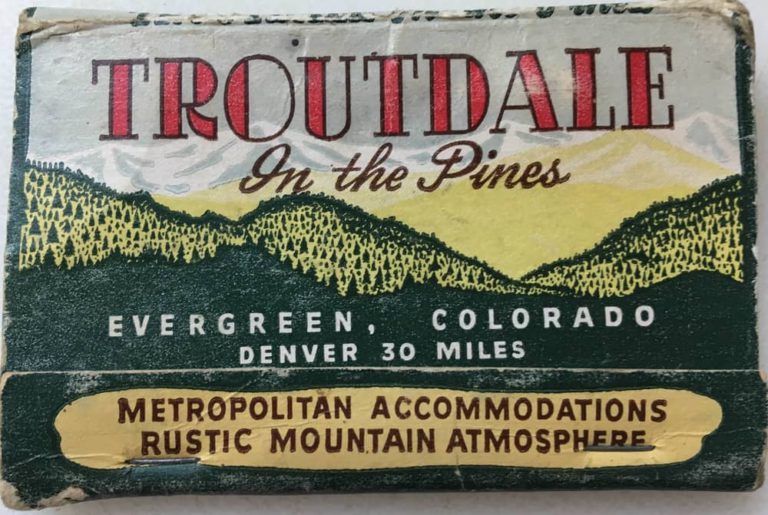 TROUTDALE
In the Pines
EVERGREEN, COLORADO
DENVER 30 MILES
METROPOLITAN ACCOMMODATIONS
RUSTIC MOUNTAIN ATMOSPHERE